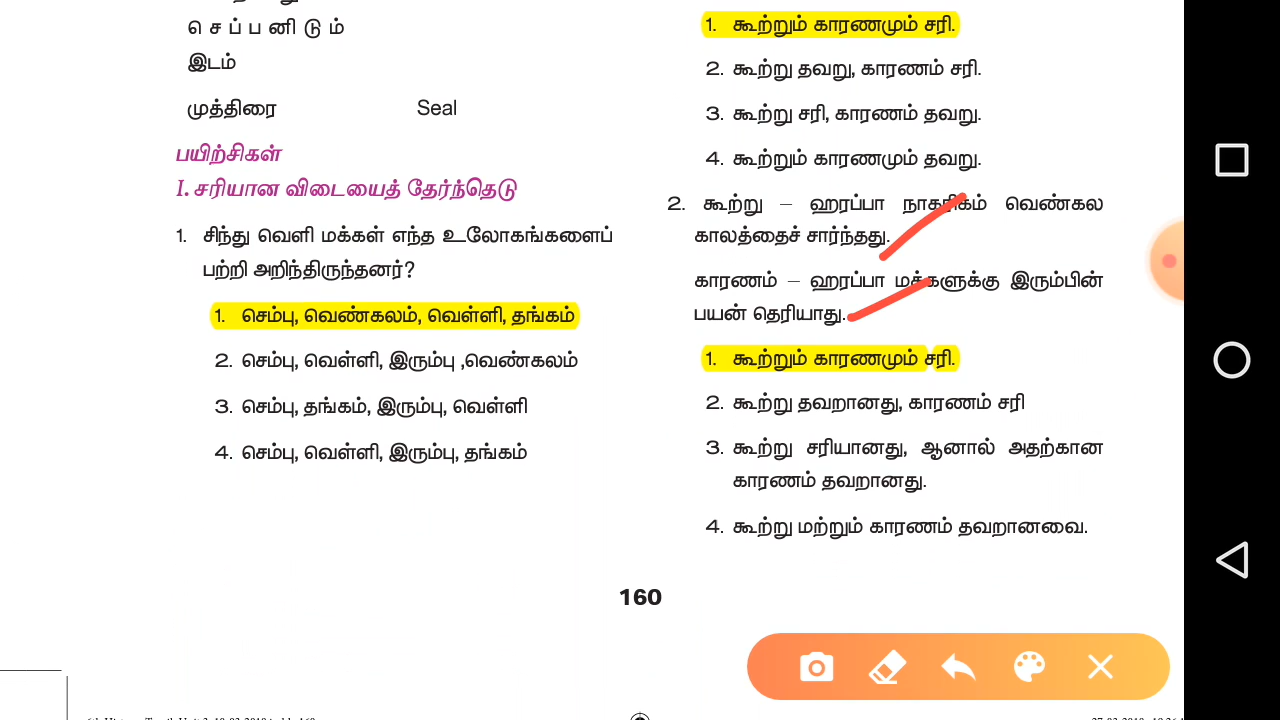 செப்பனிடும்
இடம்
முத்திரை Seal
பயிற்சிகள்
I. சரியான விடையைத் தேர்ந்தெடு
1. சிந்து வெளி மக்கள் எந்த உலோகங்களைப்
பற்றி அறிந்திருந்தனர்?
1. செம்பு, வெண்கலம், வெள்ளி, தங்கம்
2. செம்பு, வெள்ளி, இரும்பு ,வெண்கலம்
3. செம்பு, தங்கம், இரும்பு, வெள்ளி
4. செம்பு, வெள்ளி, இரும்பு, தங்கம்
1. கூற்றும் காரணமும் சரி.
2. கூற்று தவறு, காரணம் சரி.
3. கூற்று சரி, காரணம் தவறு.
4. கூற்றும் காரணமும் தவறு.
2. கூற்று – ஹரப்பா நாகரிகம் வெண்கல
காலத்தைச் சார்ந்தது.
காரணம் – ஹரப்பா மக்களுக்கு இரும்பின்
பயன் தெரியாது.
1. கூற்றும் காரணமும் சரி.
2. கூற்று தவறானது, காரணம் சரி
3. கூற்று சரியானது, ஆனால் அதற்கான
காரணம் தவறானது.
4. கூற்று மற்றும் காரணம் தவறானவை.
160